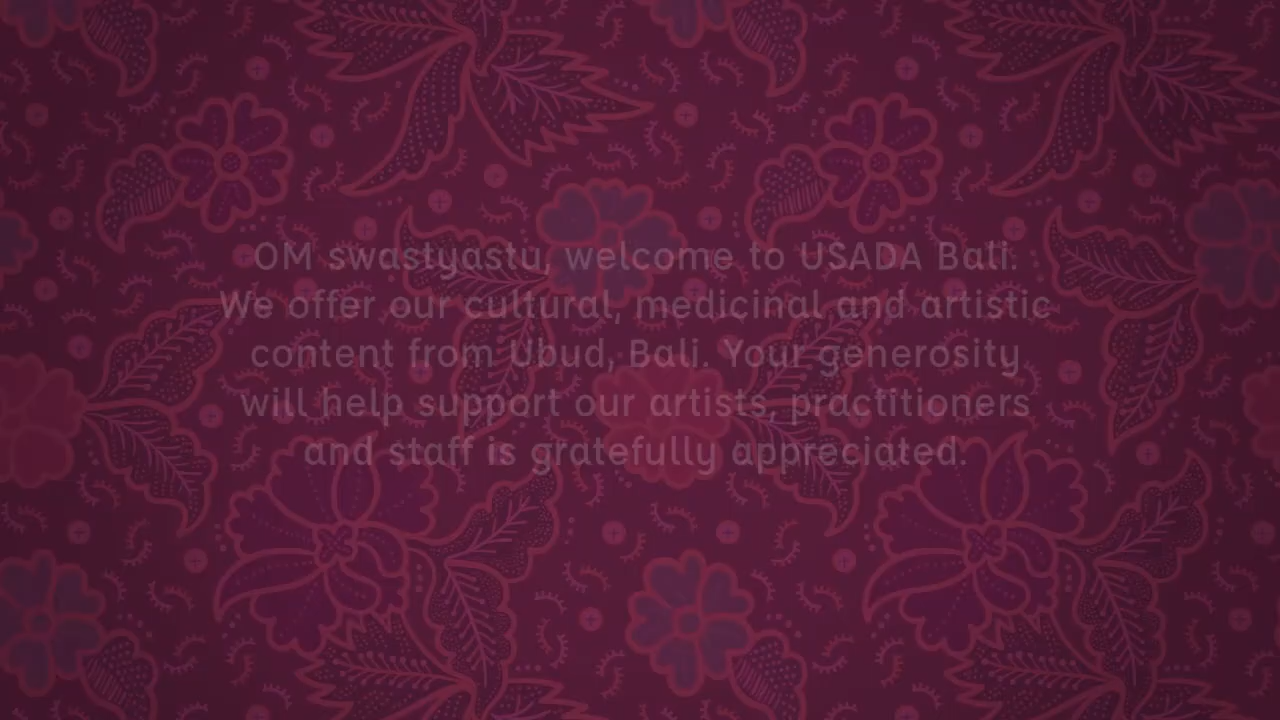 OM swastyastu, welcome to USADA Bali.
We offer our cultural, medicinal and artistic
content from Ubud, Bali. Your generosity
will help support our artists, practitioners
and staff is gratefully appreciated.